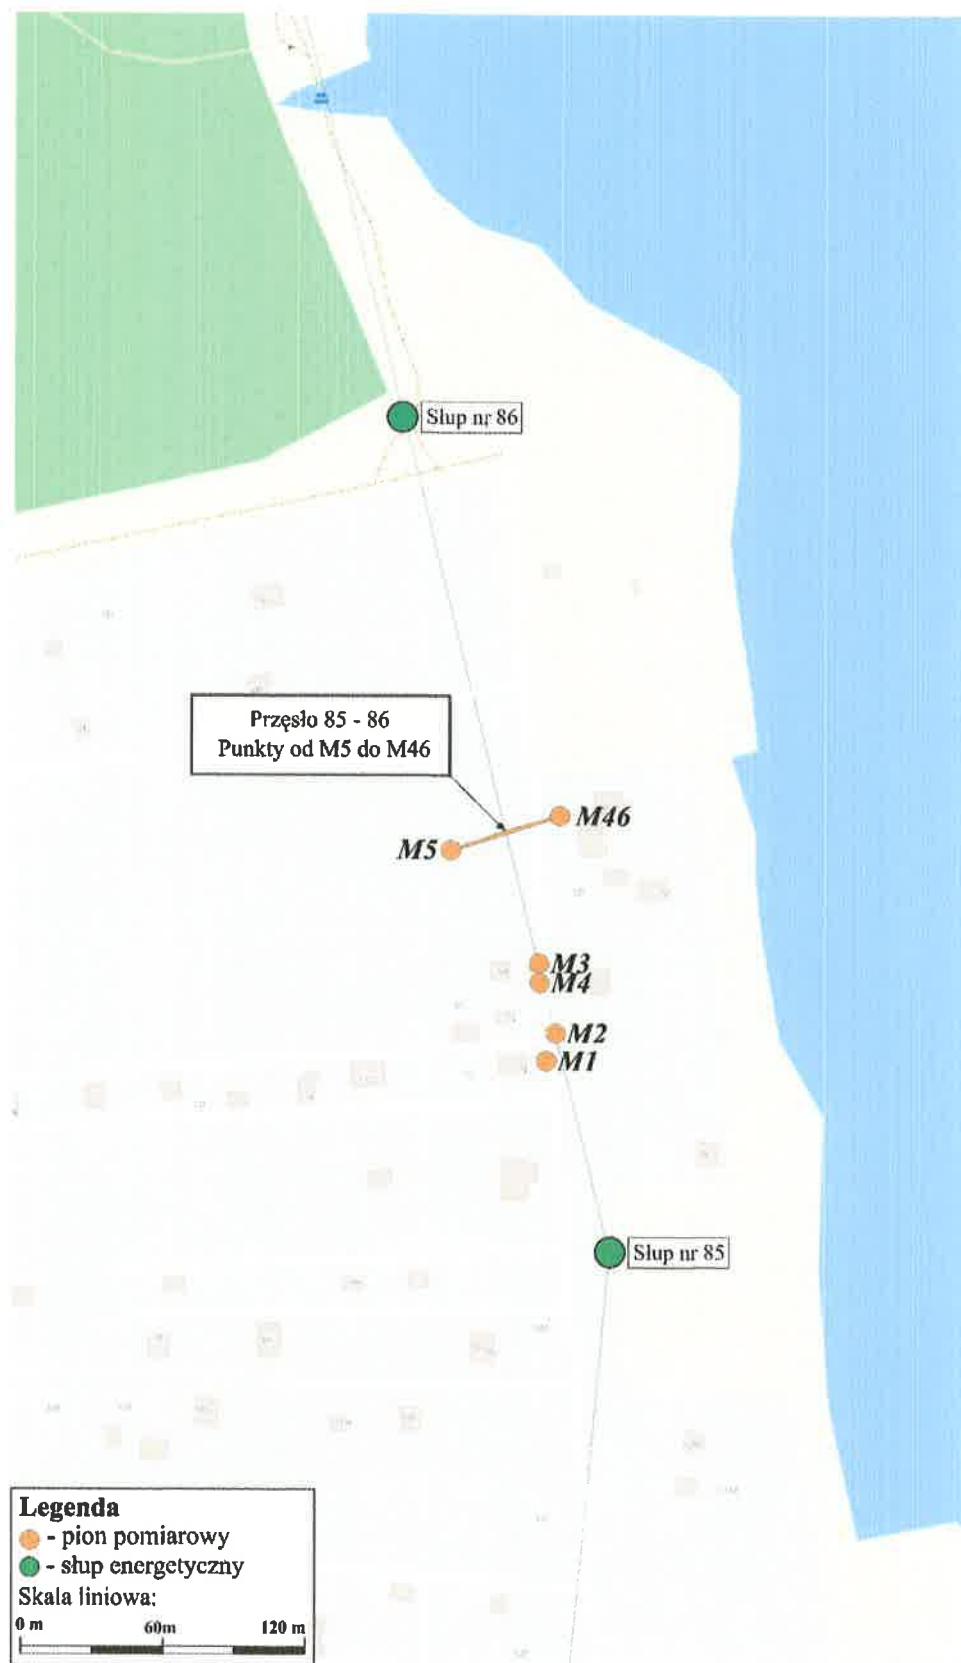 Słup nr 86
Przęsło 85 - 86
Punkty od M5 do M46
M46
M5
M3
M4
M2
M1
Słup nr 85
Legenda
- pion pomiarowy
- słup energetyczny
Skala liniowa:
0 m 60m 120 m